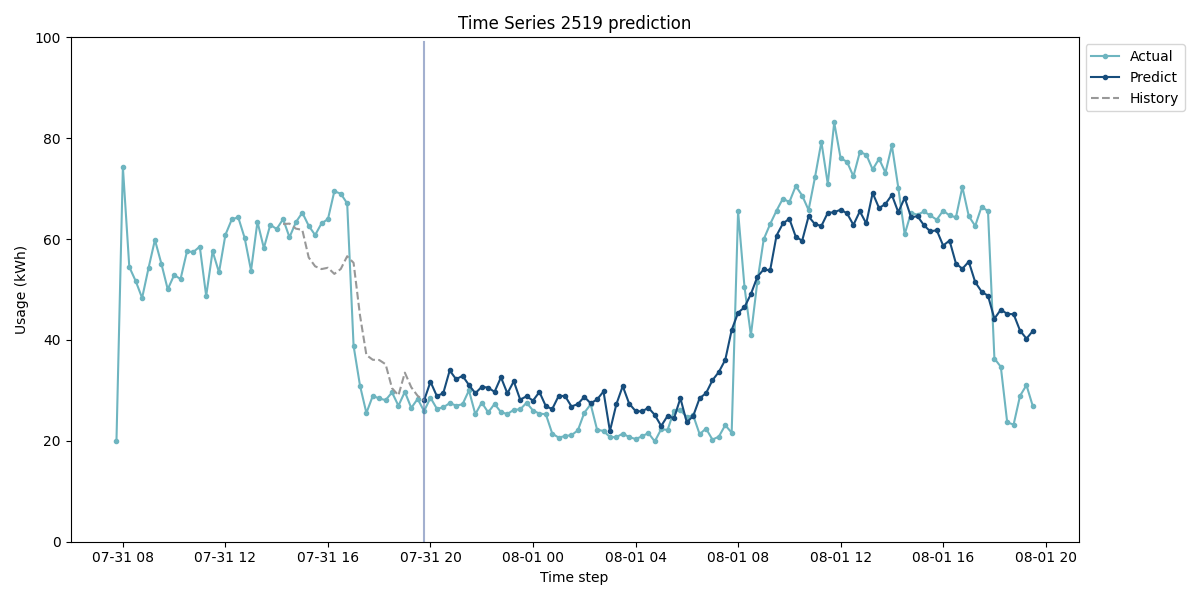 Time Series 2519 prediction
100
80
60
40
20
0
Usage (kWh)
07-31 08
07-31 12
07-31 16
07-31 20
08-01 00
08-01 04
08-01 08
08-01 12
08-01 16
08-01 20
Time step
Actual
Predict
History